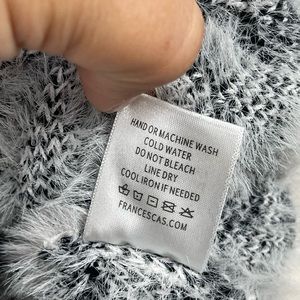 HAND OR MACHINE WASH
COLD WATER
DO NOT BLEACH
LINE DRY
COOL IRON IF NEEDED
FRANCESCAS.COM